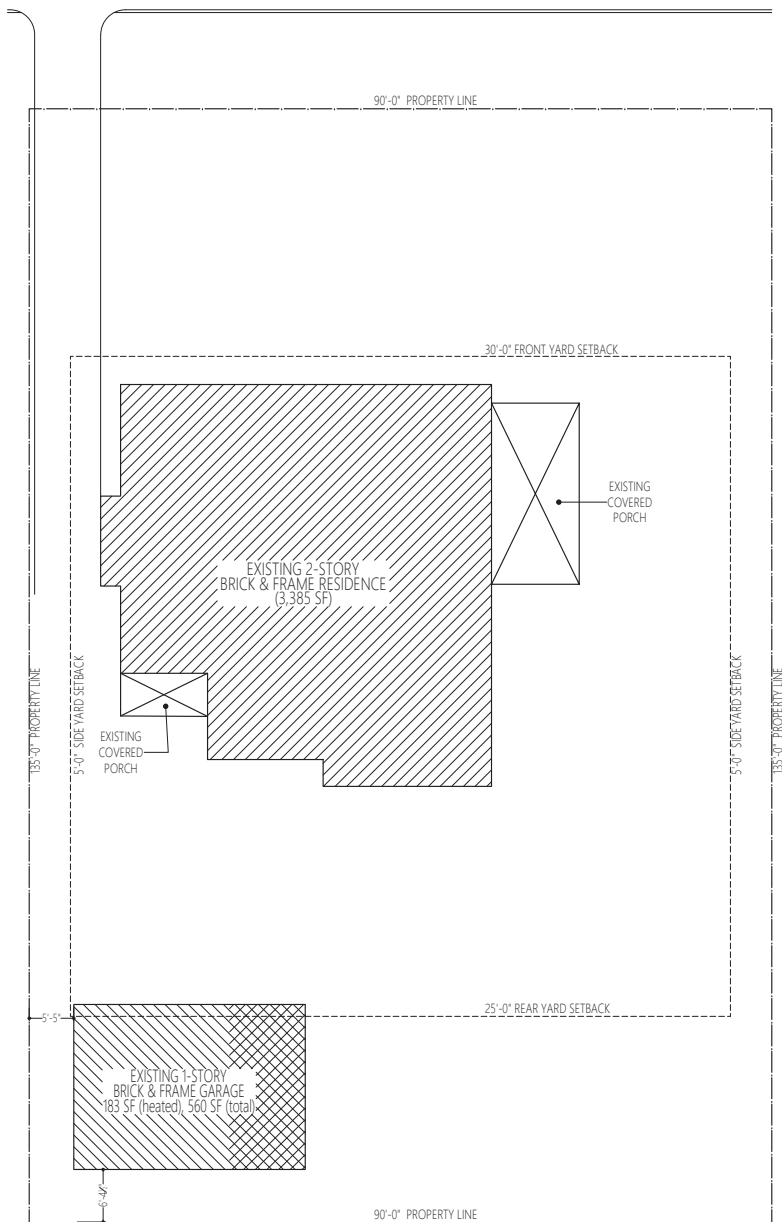 90'-0" PROPERTY LINE
30'-0" FRONT YARD SETBACK
EXISTING
COVERED
PORCH
EXISTING 2-STORY
BRICK & FRAME RESIDENCE
(3,385 SF)
135'-0" PROPERTY LINE
5'-0" SIDE YARD SETBACK
EXISTING
COVERED
PORCH
5'-0" SIDE YARD SETBACK
135'-0" PROPERTY LINE
25'-0" REAR YARD SETBACK
5'-5"
EXISTING 1-STORY
BRICK & FRAME GARAGE
183 SF (heated), 560 SF (total)
90'-0" PROPERTY LINE